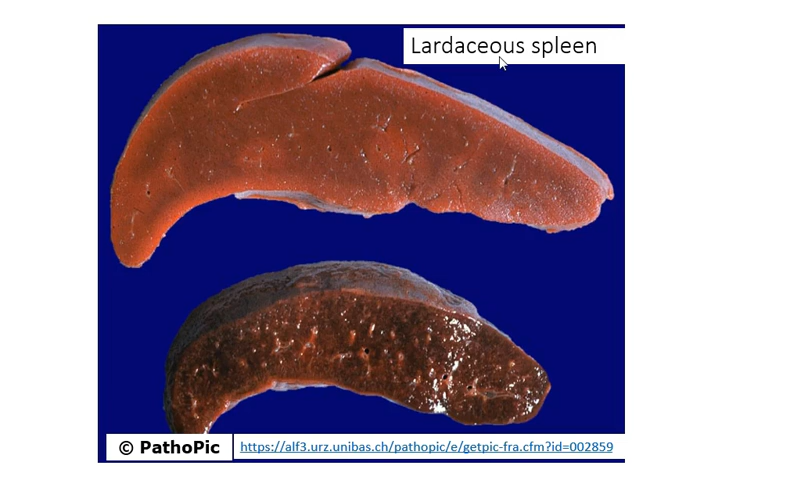 Lardaceous spleen
© PathoPic
https://alf3.urz.unibas.ch/pathopic/e/getpic-fra.cfm?id=002859